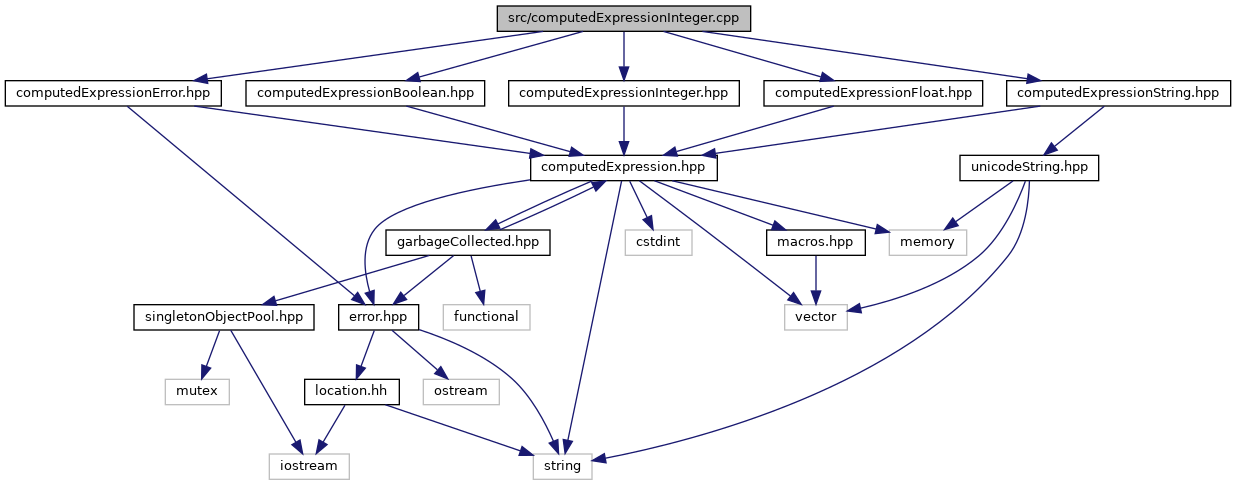 src/computedExpressionInteger.cpp
computedExpressionError.hpp
computedExpressionBoolean.hpp
computedExpressionInteger.hpp
computedExpressionFloat.hpp
computedExpressionString.hpp
computedExpression.hpp
unicodeString.hpp
garbageCollected.hpp
cstdint
macros.hpp
memory
singletonObjectPool.hpp
error.hpp
functional
vector
mutex
location.hh
ostream
iostream
string